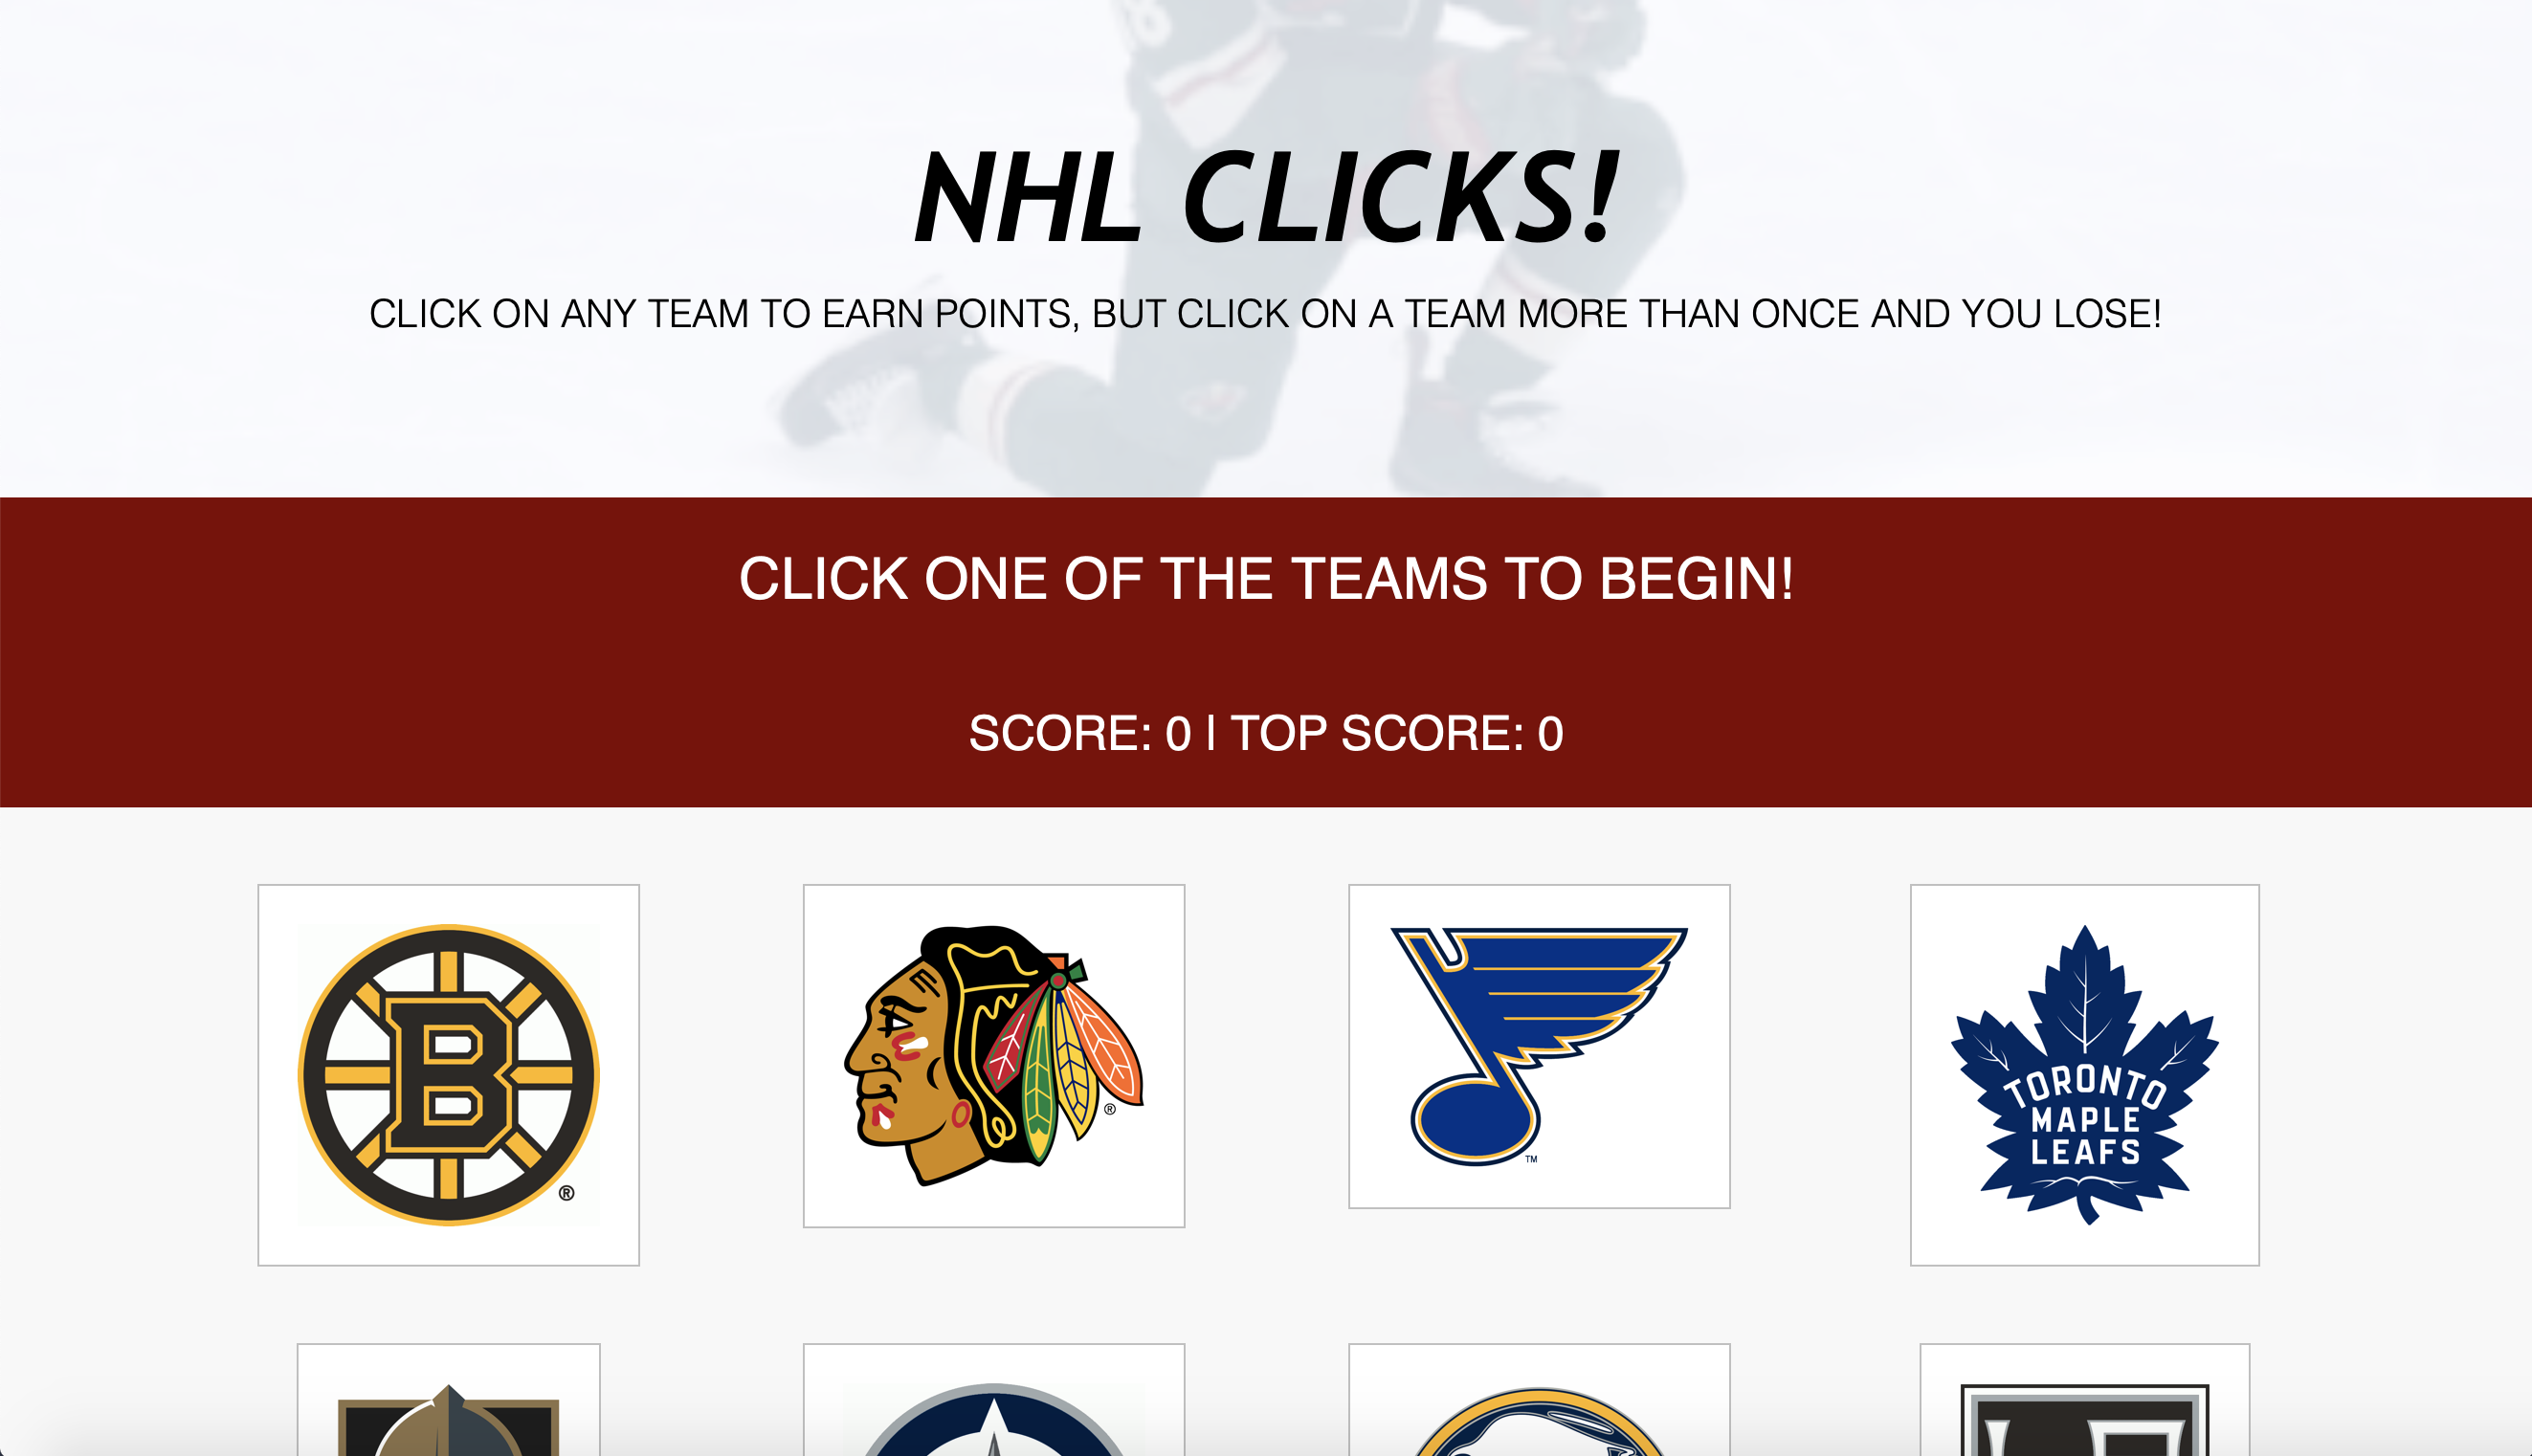 NHL CLICKS!
CLICK ON ANY TEAM TO EARN POINTS, BUT CLICK ON A TEAM MORE THAN ONCE AND YOU LOSE!
CLICK ONE OF THE TEAMS TO BEGIN!
SCORE: 0 | TOP SCORE: 0
B
®
®
TM
TORONTO
MAPLE
LEAFS